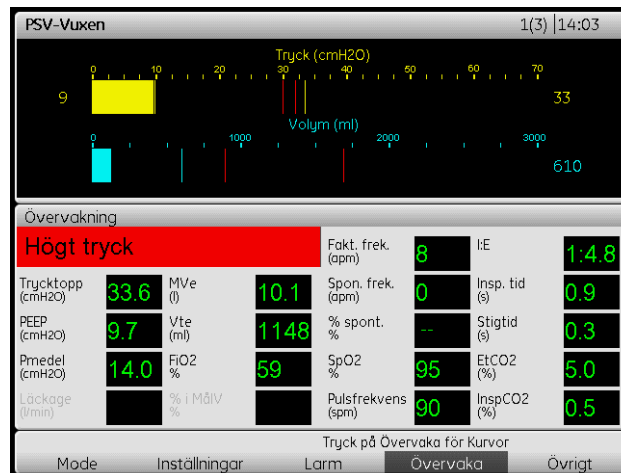 PSV-Vuxen 1(3) 14:03
Tryck (cmH2O)
0 10 20 30 40 50 60 70
9 33
Volym (ml)
0 1000 2000 3000
610
Övervakning
Högt tryck Fakt. frek. (apm) 8 I:E 1:4.8
Trycktopp (cmH2O) 33.6 MVe (l) 10.1 Spon. frek. (apm) 0 Insp. tid (s) 0.9
PEEP (cmH2O) 9.7 Vte (ml) 1148 % spont. % -- Stigtid (s) 0.3
Pmedel (cmH2O) 14.0 FiO2 % 59 SpO2 % 95 EtCO2 (%) 5.0
Läckage (l/min) % i MålV % Pulsfrekvens (spm) 90 InspCO2 (%) 0.5
Tryck på Övervaka för Kurvor
Mode Inställningar Larm Övervaka Övrigt